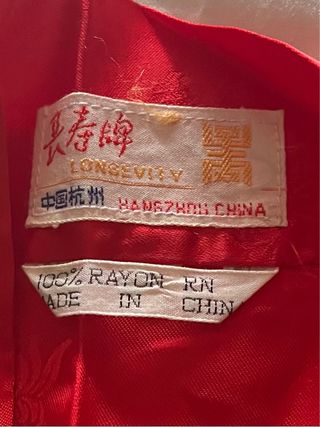 長寿牌
LONGEVITY
中国杭州 HANGZHOU CHINA
100% RAYON RN
MADE IN CHINA